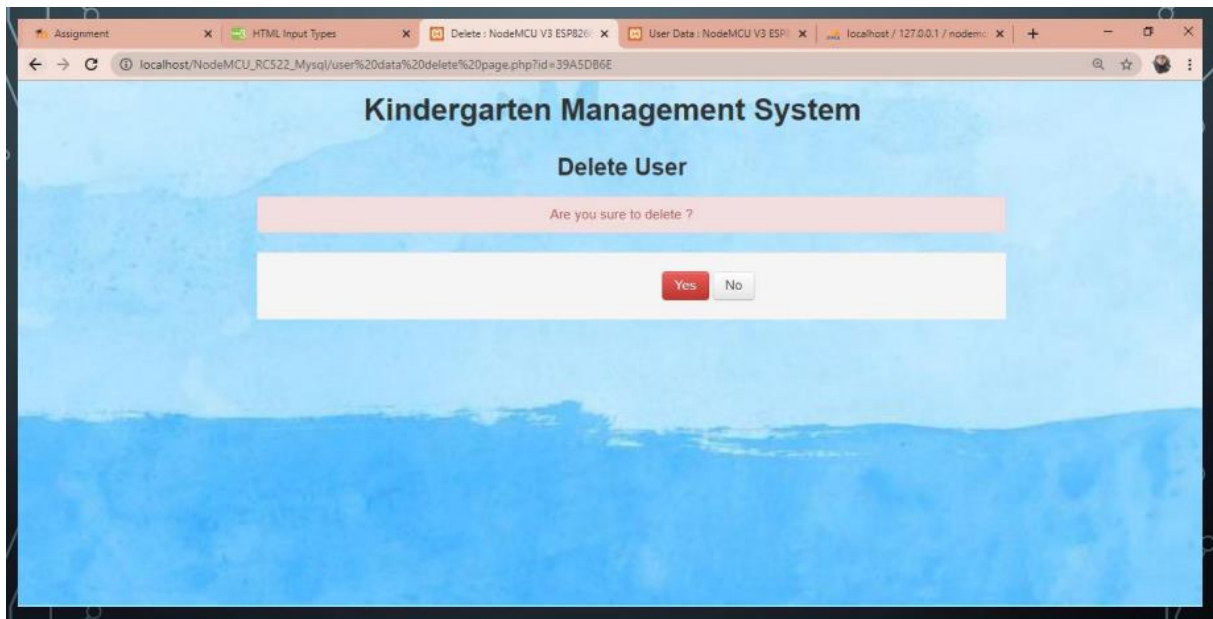 Assignment
HTML Input Types
Delete : NodeMCU V3 ESP826
User Data : NodeMCU V3 ESP
localhost / 127.0.0.1 / nodemc
localhost/NodeMCU_RC522_Mysql/user%20data%20delete%20page.php?id=39A5DB6E
Kindergarten Management System
Delete User
Are you sure to delete ?
Yes No